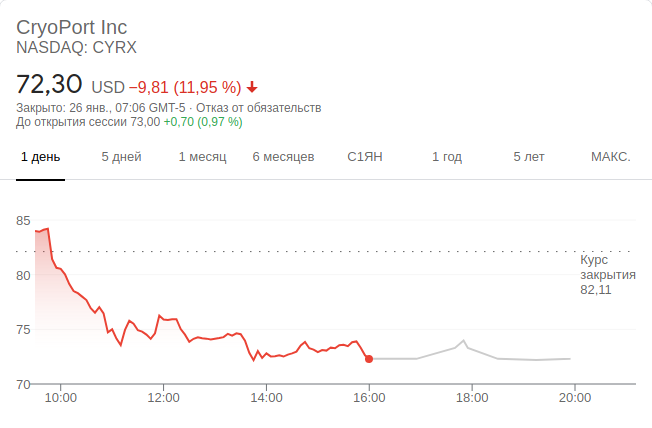 CryoPort Inc
NASDAQ: CYRX
72,30 USD −9,81 (11,95 %)
Закрыто: 26 янв., 07:06 GMT-5 · Отказ от обязательств
До открытия сессии 73,00 +0,70 (0,97 %)
1 день 5 дней 1 месяц 6 месяцев С1ЯН 1 год 5 лет МАКС.
85
Курс
закрытия
80
82,11
75
70
10:00 12:00 14:00 16:00 18:00 20:00